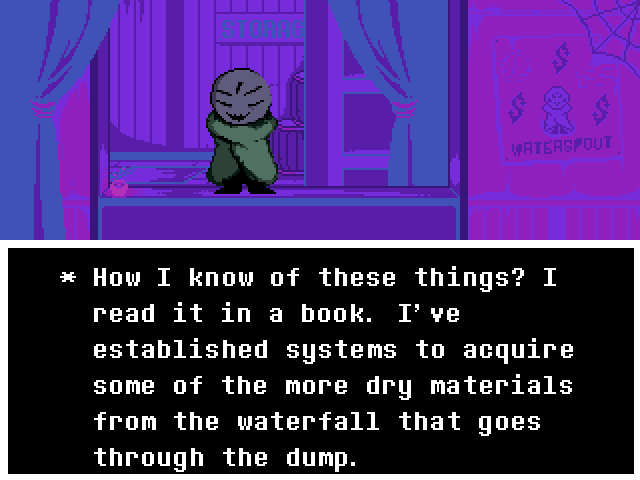 STORAG
$
$ $
WATERSPOUT
* How I know of these things? I
read it in a book. I've
established systems to acquire
some of the more dry materials
from the waterfall that goes
through the dump.